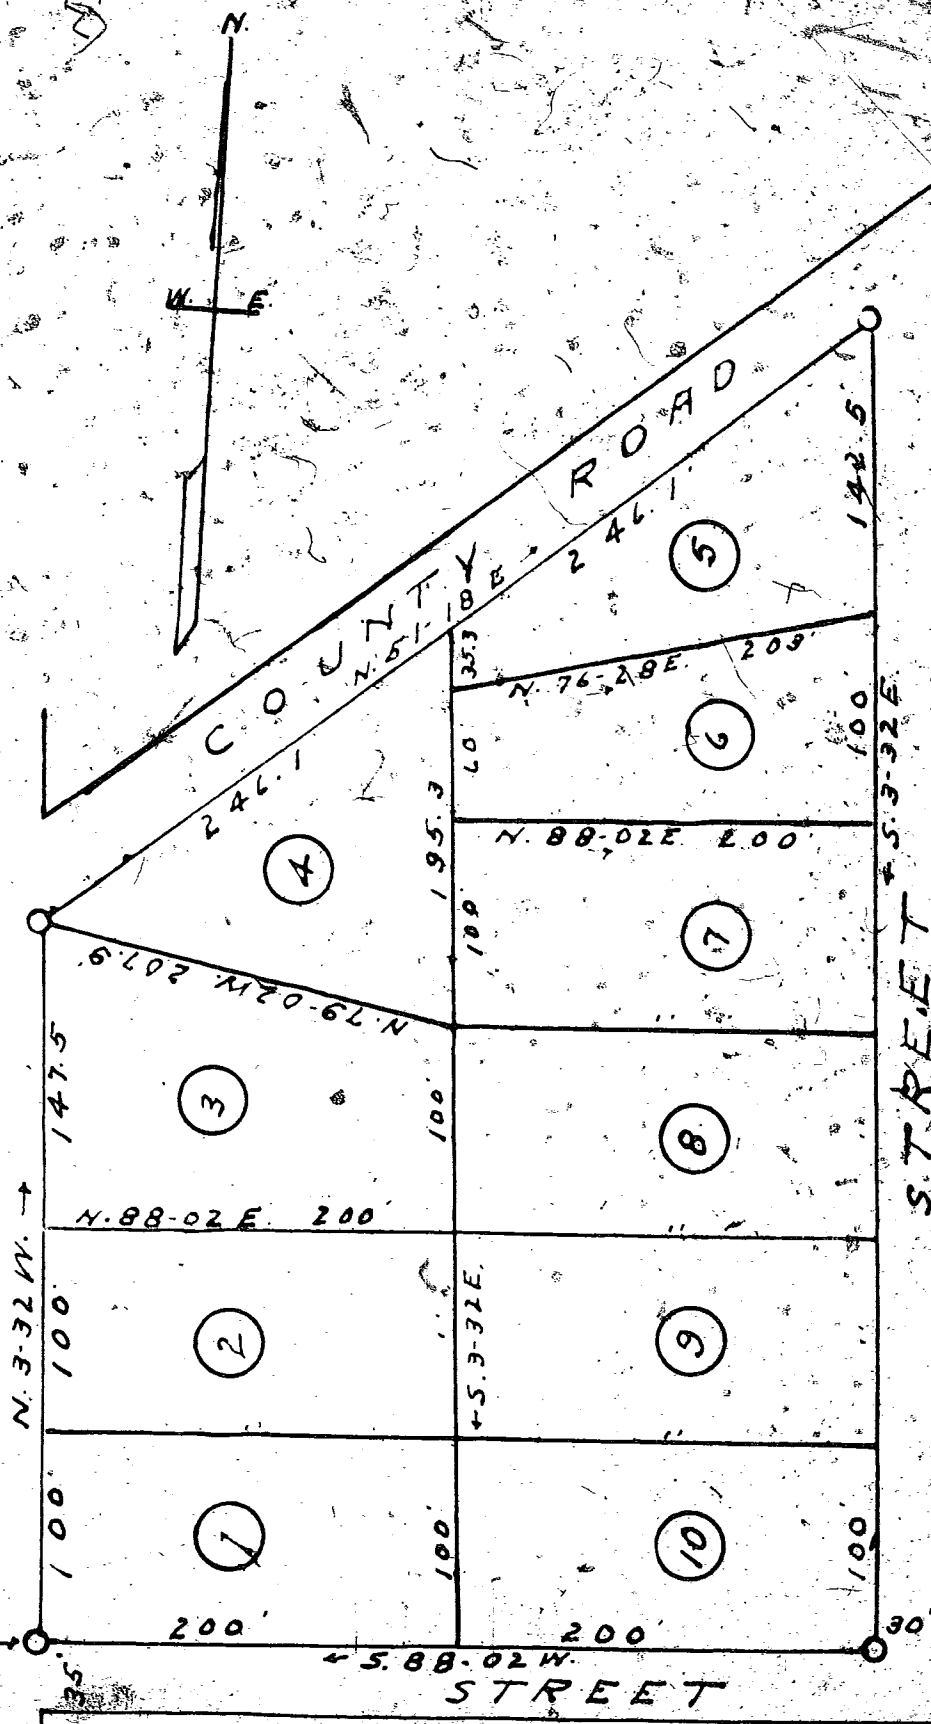 N.
W. E.
COUNTY ROAD
N. 51-18 E →
246.1
246.1
5
142.5
35.3
N. 76-28 E. 203'
60
6
100'
← S. 3-32 E.
195.3
4
N. 88-02 E. 200'
100'
7
N. 79-02 W. 207.9'
147.5
3
100'
8
STREET
N. 3-32 W. →
N. 88-02 E. 200'
"
100'
2
← S. 3-32 E.
9
"
"
100'
1
100'
10
100'
200'
200'
30'
35'
← S. 88-02 W.
STREET